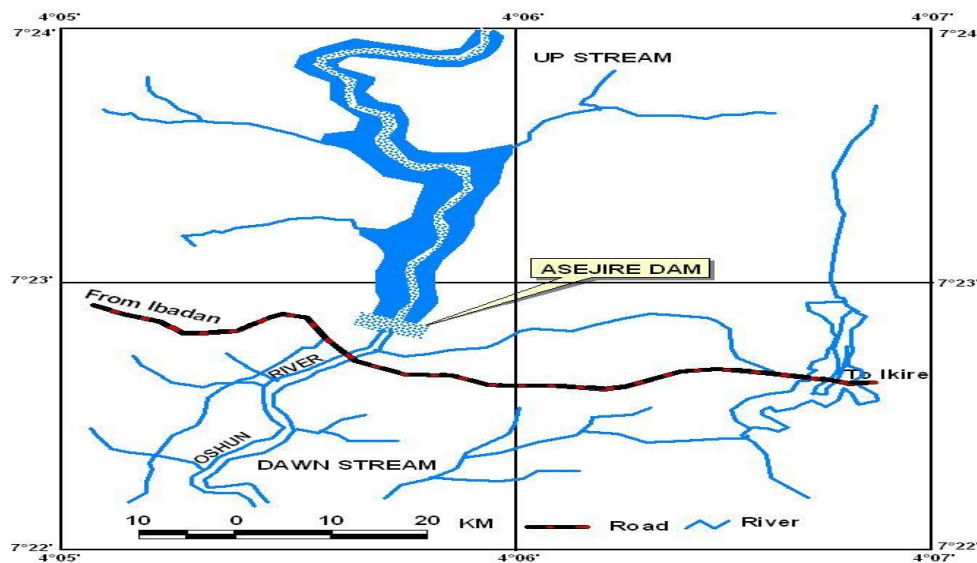 4°05' 4°06' 4°07'
7°24' 7°24'
UP STREAM
7°23' 7°23'
ASEJIRE DAM
From Ibadan
RIVER
To Ikire
OSHUN
DAWN STREAM
10 0 10 20 KM Road River
7°22' 7°22'
4°05' 4°06' 4°07'